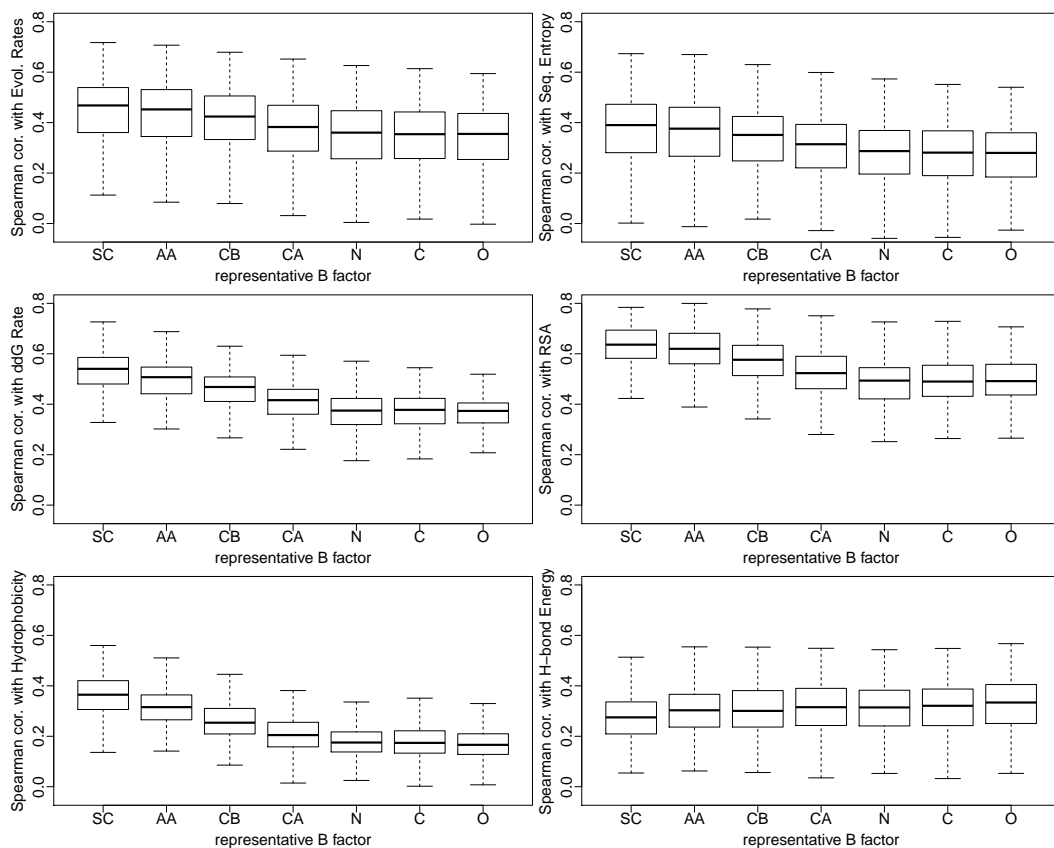 Spearman cor. with Evol. Rates
0.0 0.2 0.4 0.6 0.8
SC AA CB CA N C O
representative B factor
Spearman cor. with Seq. Entropy
0.0 0.2 0.4 0.6 0.8
SC AA CB CA N C O
representative B factor
Spearman cor. with ddG Rate
0.0 0.2 0.4 0.6 0.8
SC AA CB CA N C O
representative B factor
Spearman cor. with RSA
0.0 0.2 0.4 0.6 0.8
SC AA CB CA N C O
representative B factor
Spearman cor. with Hydrophobicity
0.0 0.2 0.4 0.6 0.8
SC AA CB CA N C O
representative B factor
Spearman cor. with H−bond Energy
0.0 0.2 0.4 0.6 0.8
SC AA CB CA N C O
representative B factor